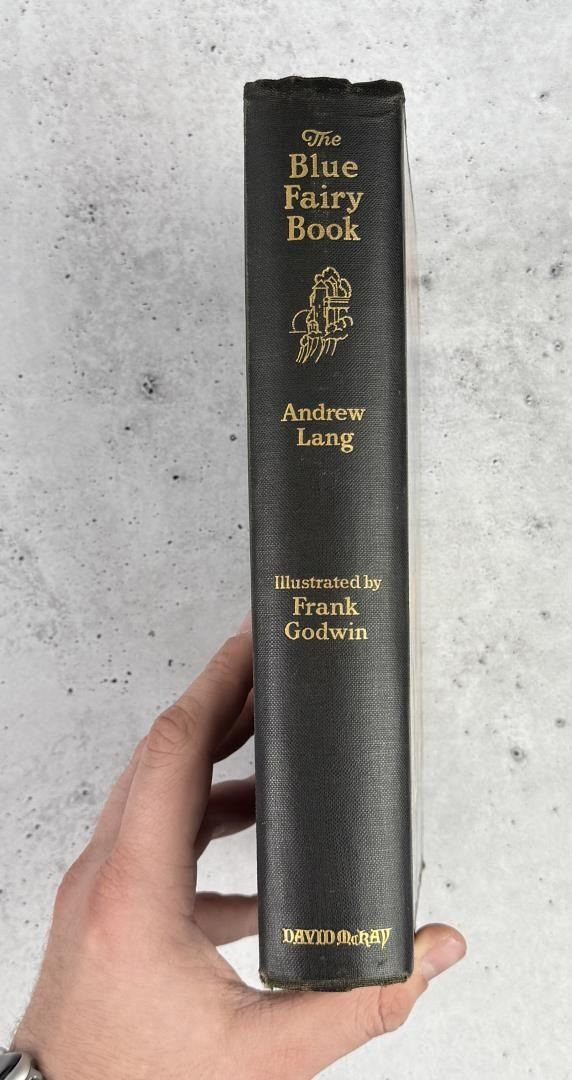 The
Blue
Fairy
Book
Andrew
Lang
Illustrated by
Frank
Godwin
DAVID McKAY